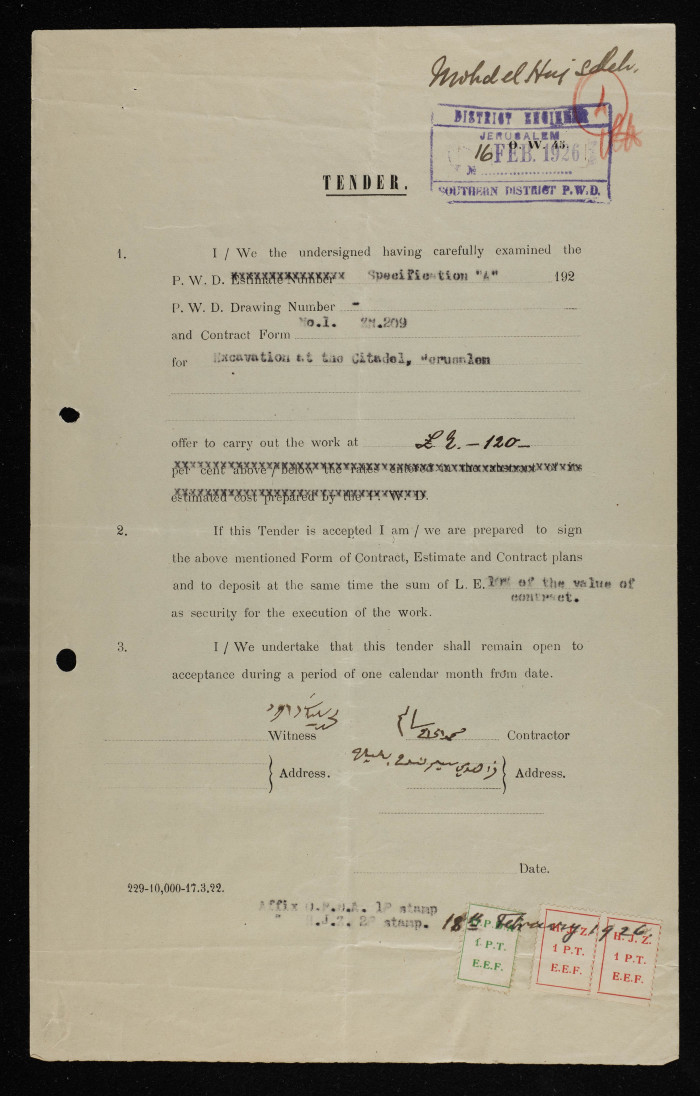 Mohd el Haj Saleh.
DISTRICT ENGINEER
JERUSALEM
O. W. 45.
16 FEB. 1926
№
SOUTHERN DISTRICT P.W.D.
TENDER.
1. I / We the undersigned having carefully examined the
P. W. D. Estimate Number Specification "A" 192
P. W. D. Drawing Number -
and Contract Form No.1. ZM.209
for Excavation at the Citadel, Jerusalem
offer to carry out the work at £E. - 120 -
per cent above / below the rates entered in the abstract of its
estimated cost prepared by the P. W. D.
2. If this Tender is accepted I am / we are prepared to sign
the above mentioned Form of Contract, Estimate and Contract plans
and to deposit at the same time the sum of L. E. 10% of the value of
contract.
as security for the execution of the work.
3. I / We undertake that this tender shall remain open to
acceptance during a period of one calendar month from date.
Witness Contractor
Address. Address.
Date.
229-10,000-17.3.22.
Affix O.P.D.A. 1P stamp
" H.J.Z. 2P stamp. 18th February 1926.
1 P.T.
E.E.F.
H.J.Z.
1 P.T.
E.E.F.
H.J.Z.
1 P.T.
E.E.F.